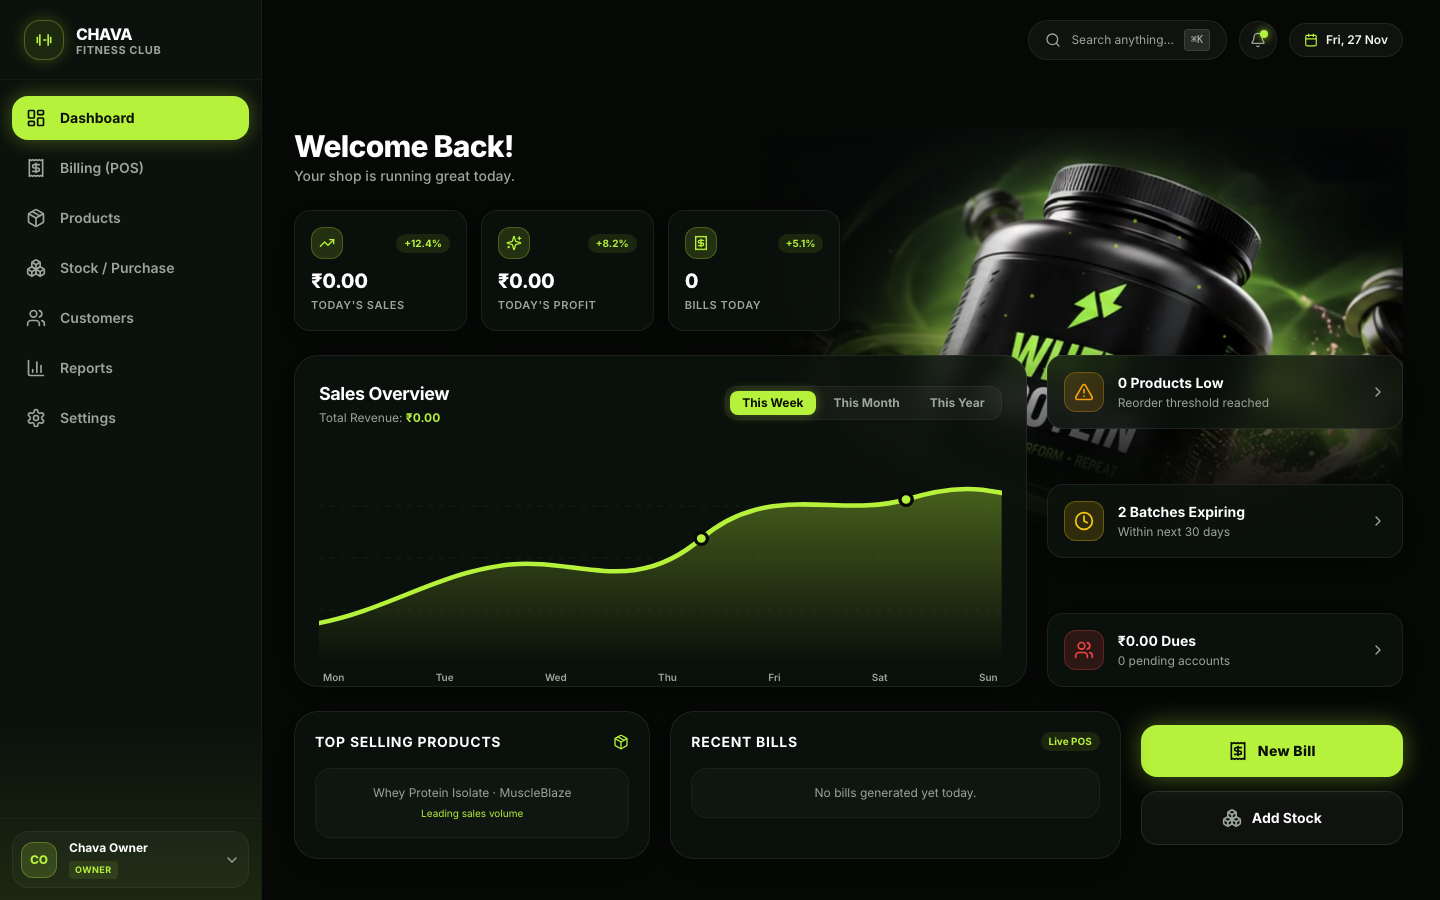 CHAVA
FITNESS CLUB
Search anything...
⌘K
Fri, 27 Nov
Dashboard
Billing (POS)
Products
Stock / Purchase
Customers
Reports
Settings
Chava Owner
CO
OWNER
Welcome Back!
Your shop is running great today.
+12.4%
₹0.00
TODAY'S SALES
+8.2%
₹0.00
TODAY'S PROFIT
+5.1%
0
BILLS TODAY
Sales Overview
Total Revenue: ₹0.00
This Week
This Month
This Year
Mon
Tue
Wed
Thu
Fri
Sat
Sun
0 Products Low
Reorder threshold reached
2 Batches Expiring
Within next 30 days
₹0.00 Dues
0 pending accounts
TOP SELLING PRODUCTS
Whey Protein Isolate · MuscleBlaze
Leading sales volume
RECENT BILLS
Live POS
No bills generated yet today.
New Bill
Add Stock